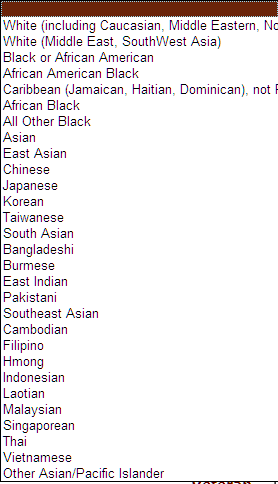 White (including Caucasian, Middle Eastern, No
White (Middle East, SouthWest Asia)
Black or African American
African American Black
Caribbean (Jamaican, Haitian, Dominican), not
African Black
All Other Black
Asian
East Asian
Chinese
Japanese
Korean
Taiwanese
South Asian
Bangladeshi
Burmese
East Indian
Pakistani
Southeast Asian
Cambodian
Filipino
Hmong
Indonesian
Laotian
Malaysian
Singaporean
Thai
Vietnamese
Other Asian/Pacific Islander